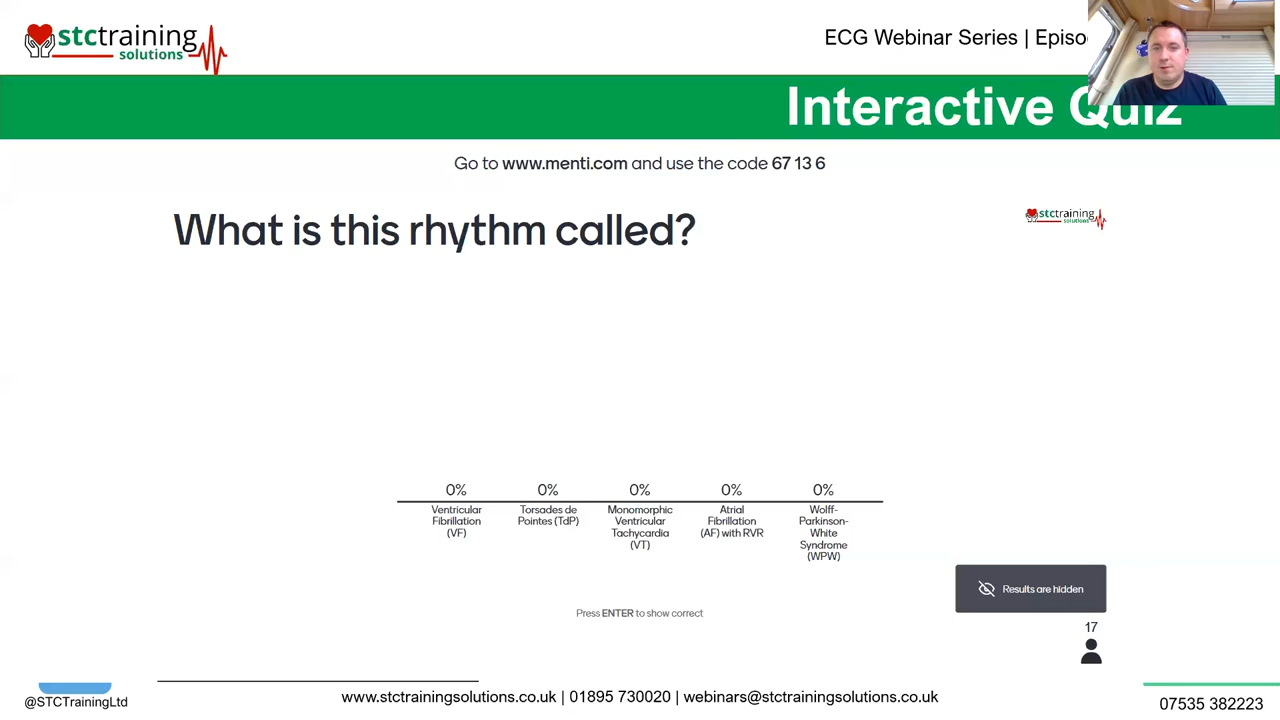 stctraining
solutions
ECG Webinar Series |
Interactive Quiz
Go to www.menti.com and use the code 67 13 6
What is this rhythm called?
stctraining
solutions
0% 0% 0% 0% 0%
Ventricular
Fibrillation
(VF)
Torsades de
Pointes (TdP)
Monomorphic
Ventricular
Tachycardia
(VT)
Atrial
Fibrillation
(AF) with RVR
Wolff-
Parkinson-
White
Syndrome
(WPW)
Results are hidden
Press ENTER to show correct
17
@STCTrainingLtd
www.stctrainingsolutions.co.uk | 01895 730020 | webinars@stctrainingsolutions.co.uk
07535 382223